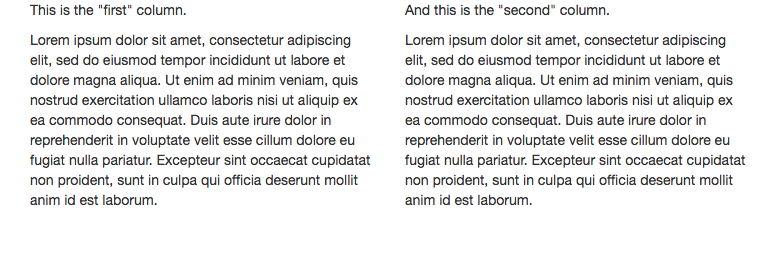 This is the "first" column.
Lorem ipsum dolor sit amet, consectetur adipiscing
elit, sed do eiusmod tempor incididunt ut labore et
dolore magna aliqua. Ut enim ad minim veniam, quis
nostrud exercitation ullamco laboris nisi ut aliquip ex
ea commodo consequat. Duis aute irure dolor in
reprehenderit in voluptate velit esse cillum dolore eu
fugiat nulla pariatur. Excepteur sint occaecat cupidatat
non proident, sunt in culpa qui officia deserunt mollit
anim id est laborum.
And this is the "second" column.
Lorem ipsum dolor sit amet, consectetur adipiscing
elit, sed do eiusmod tempor incididunt ut labore et
dolore magna aliqua. Ut enim ad minim veniam, quis
nostrud exercitation ullamco laboris nisi ut aliquip ex
ea commodo consequat. Duis aute irure dolor in
reprehenderit in voluptate velit esse cillum dolore eu
fugiat nulla pariatur. Excepteur sint occaecat cupidatat
non proident, sunt in culpa qui officia deserunt mollit
anim id est laborum.